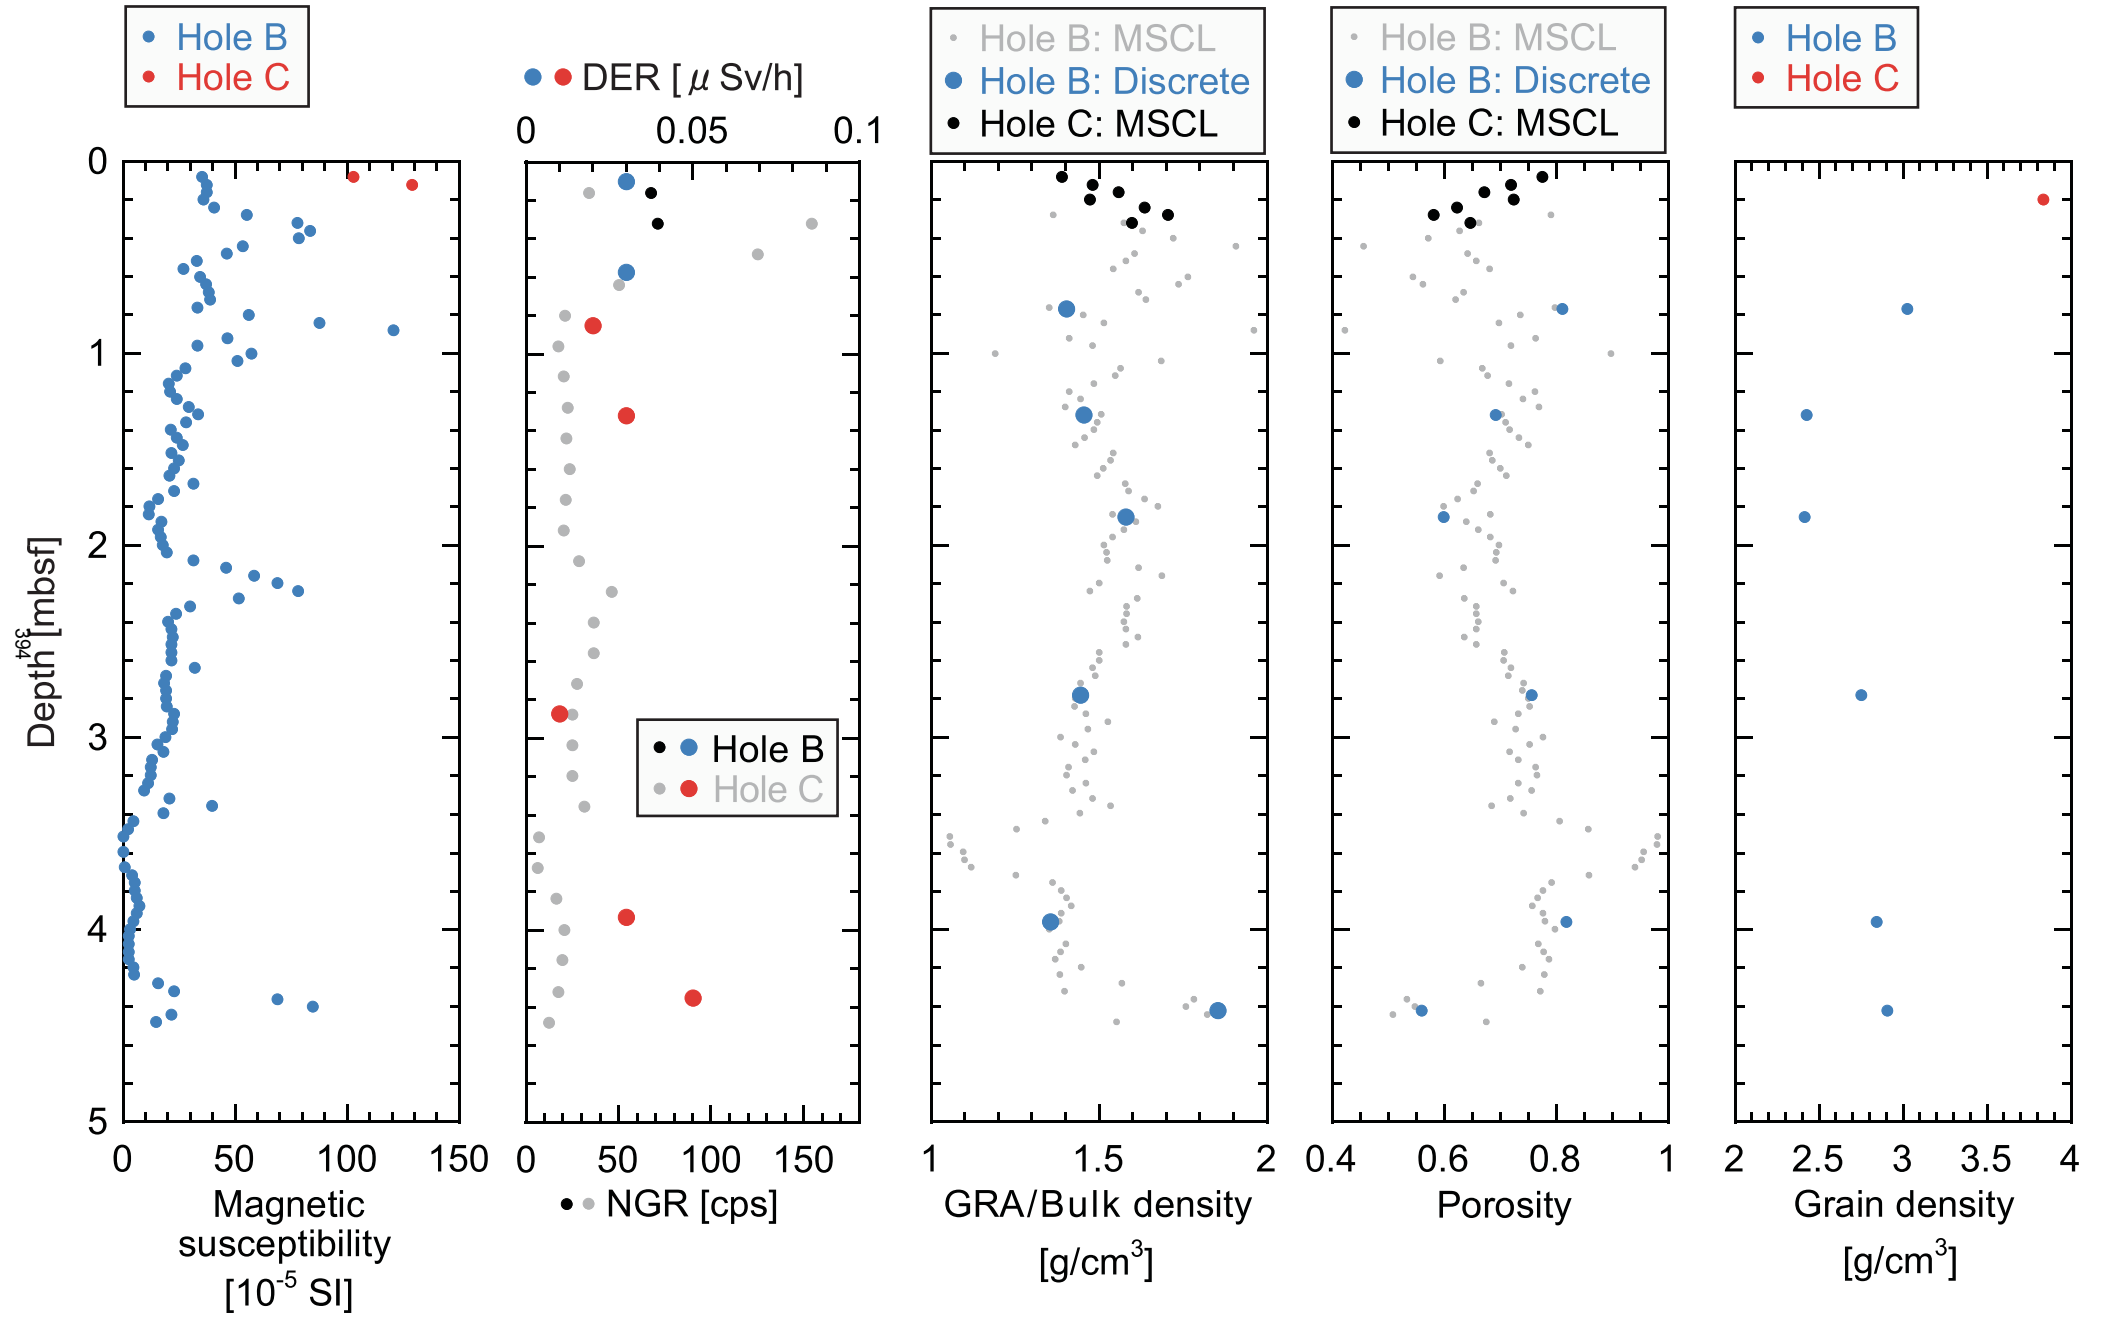 Hole B
Hole C
DER [ μ Sv/h]
0 0.05 0.1
Hole B: MSCL
Hole B: Discrete
Hole C: MSCL
Hole B: MSCL
Hole B: Discrete
Hole C: MSCL
Hole B
Hole C
0
1
2
3
4
5
Depth [mbsf]
394
Hole B
Hole C
0 50 100 150
Magnetic
susceptibility
[10-5 SI]
0 50 100 150
NGR [cps]
1 1.5 2
GRA/Bulk density
[g/cm3]
0.4 0.6 0.8 1
Porosity
2 2.5 3 3.5 4
Grain density
[g/cm3]